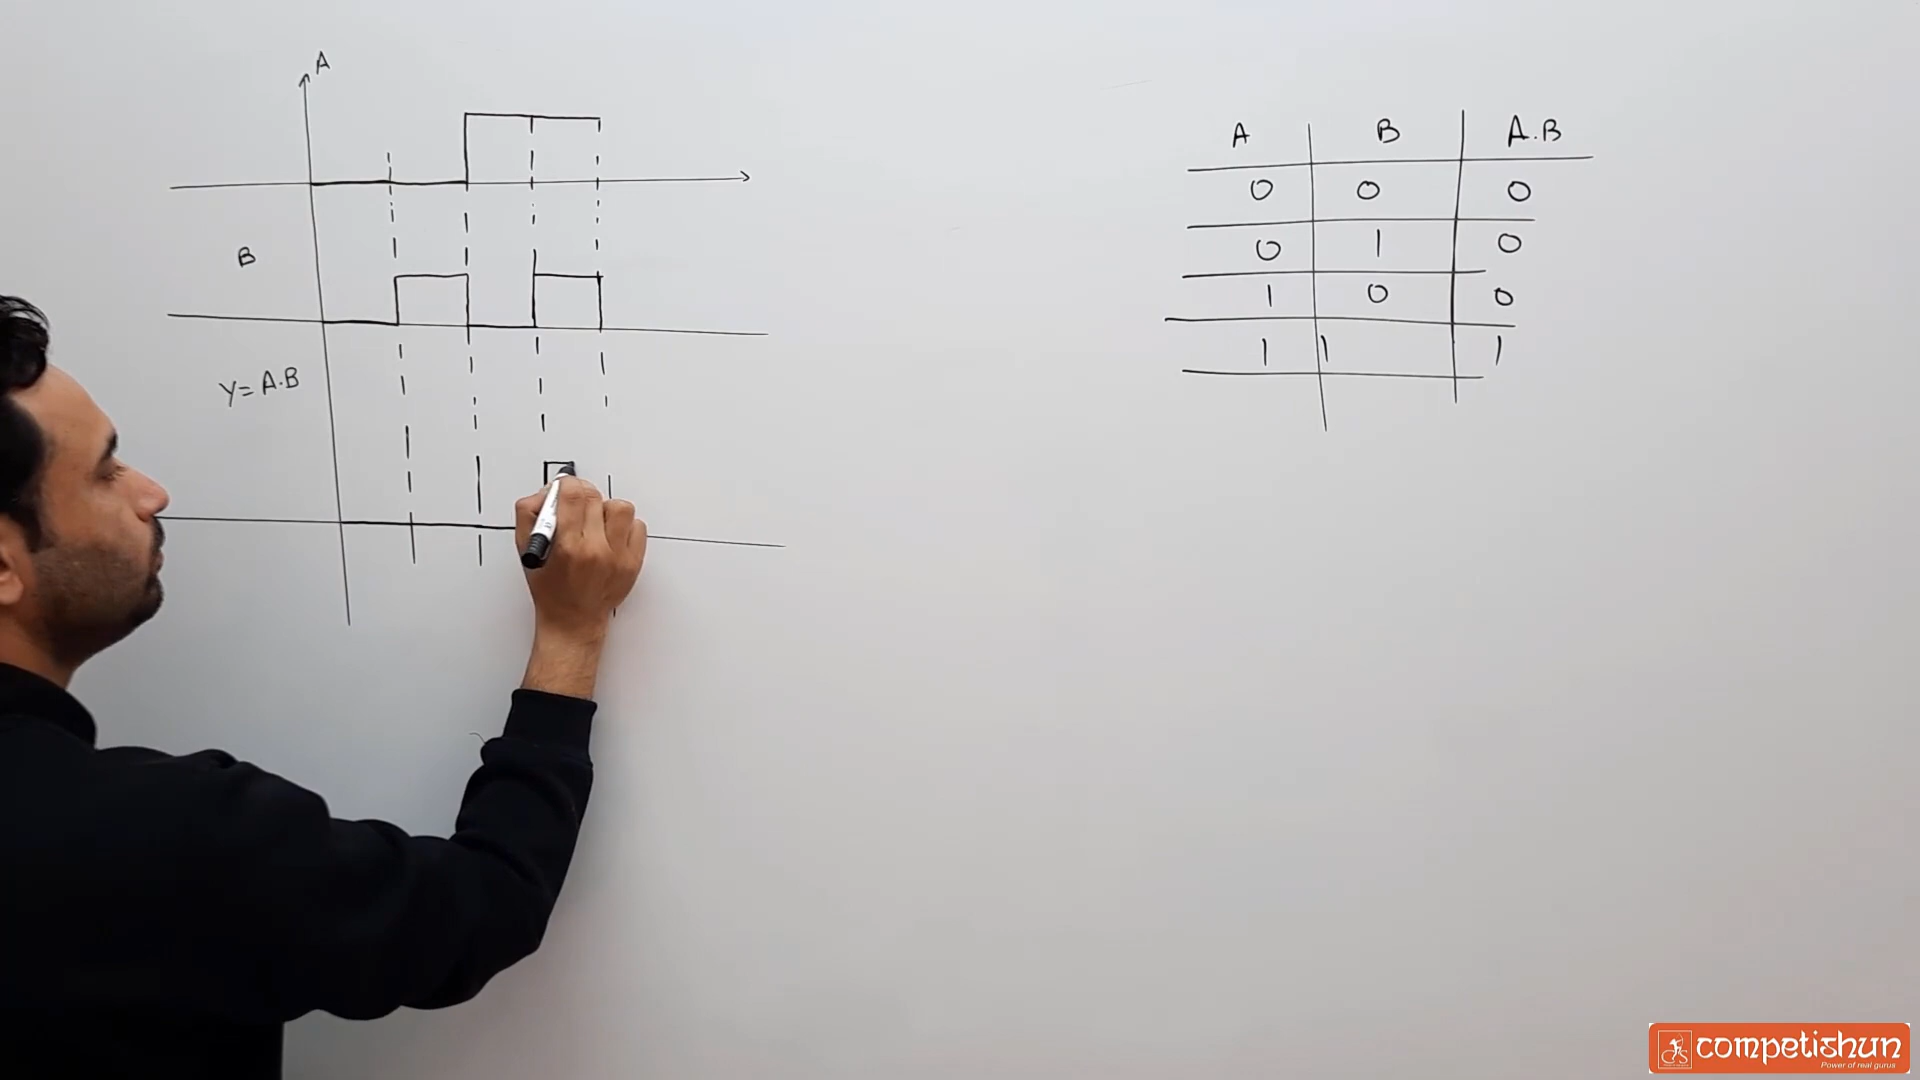 A
B
Y= A.B
A B A.B
0 0 0
0 1 0
1 0 0
1 1 1
competishun
Power of real gurus